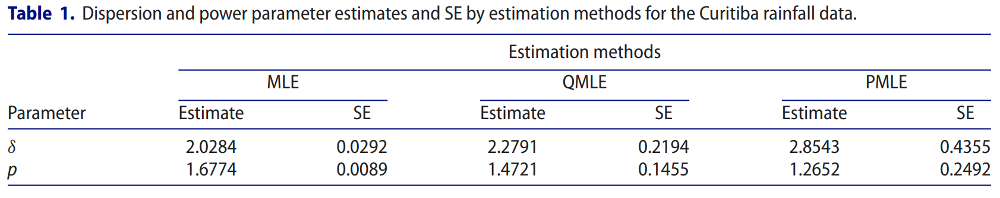 Table 1. Dispersion and power parameter estimates and SE by estimation methods for the Curitiba rainfall data.
Estimation methods
MLE QMLE PMLE
Parameter Estimate SE Estimate SE Estimate SE
δ 2.0284 0.0292 2.2791 0.2194 2.8543 0.4355
p 1.6774 0.0089 1.4721 0.1455 1.2652 0.2492